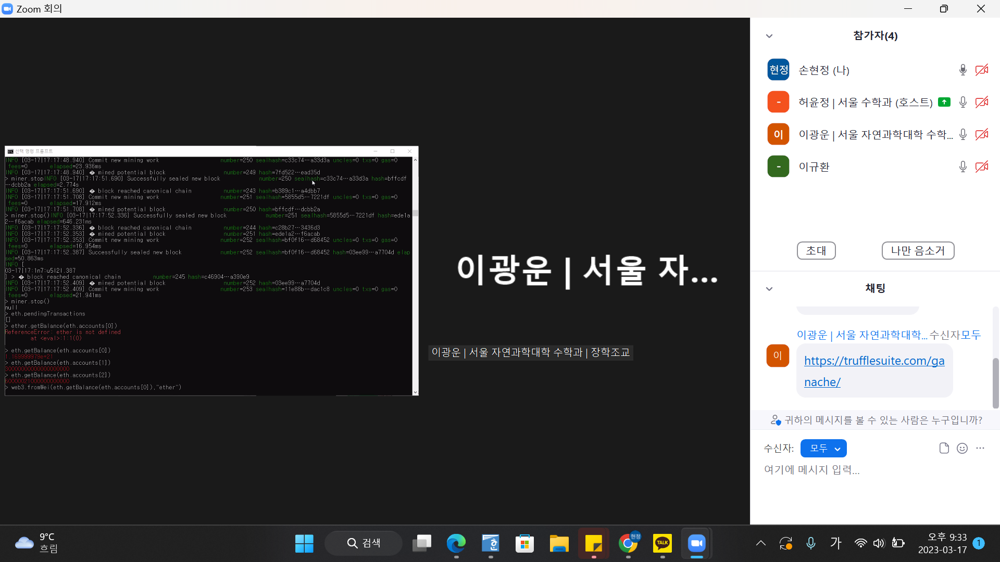 Zoom 회의
선택 명령 프롬프트
INFO [03-17|17:17:48.940] Commit new mining work number=250 sealhash=c33c74…a33d3a uncles=0 txs=0 gas=0
fees=0 elapsed=23.936ms
INFO [03-17|17:17:48.940] � mined potential block number=249 hash=7fd522…ead35d
> miner.stopINFO [03-17|17:17:51.690] Successfully sealed new block number=250 sealhash=c33c74…a33d3a hash=bffcdf
…dcbb2a elapsed=2.774s
INFO [03-17|17:17:51.690] � block reached canonical chain number=243 hash=b389c1…a4dbb7
INFO [03-17|17:17:51.708] Commit new mining work number=251 sealhash=5855d5…7221df uncles=0 txs=0 gas=0
fees=0 elapsed=17.912ms
INFO [03-17|17:17:51.708] � mined potential block number=250 hash=bffcdf…dcbb2a
> miner.stop()INFO [03-17|17:17:52.336] Successfully sealed new block number=251 sealhash=5855d5…7221df hash=ede1a
2…f6acab elapsed=646.231ms
INFO [03-17|17:17:52.336] � block reached canonical chain number=244 hash=c28b27…3436d3
INFO [03-17|17:17:52.353] � mined potential block number=251 hash=ede1a2…f6acab
INFO [03-17|17:17:52.353] Commit new mining work number=252 sealhash=bf0f16…d68452 uncles=0 txs=0 gas=0
fees=0 elapsed=16.954ms
INFO [03-17|17:17:52.387] Successfully sealed new block number=252 sealhash=bf0f16…d68452 hash=03ee99…a7704d elap
sed=50.863ms
INFO [
03-17|17:1n7:u5l2l.387
] > � block reached canonical chain number=245 hash=c46904…a390e9
INFO [03-17|17:17:52.409] � mined potential block number=252 hash=03ee99…a7704d
INFO [03-17|17:17:52.409] Commit new mining work number=253 sealhash=11e88b…dac1c8 uncles=0 txs=0 gas=0
fees=0 elapsed=21.941ms
> miner.stop()
null
> eth.pendingTransactions
[]
> ether.getBalance(eth.accounts[0])
ReferenceError: ether is not defined
at <eval>:1:1(0)
> eth.getBalance(eth.accounts[0])
1.169999979e+21
> eth.getBalance(eth.accounts[1])
> eth.getBalance(eth.accounts[2])
> web3.fromWei(eth.getBalance(eth.accounts[0]),"ether")
이광운 | 서울 자...
이광운 | 서울 자연과학대학 수학과 | 장학조교
참가자(4)
현정 손현정 (나)
- 허윤정 | 서울 수학과 (호스트)
이 이광운 | 서울 자연과학대학 수학...
- 이규환
초대 나만 음소거
채팅
이광운 | 서울 자연과학대학... 수신자모두
이
https://trufflesuite.com/ga
nache/
귀하의 메시지를 볼 수 있는 사람은 누구입니까?
수신자: 모두
여기에 메시지 입력...
9°C
흐림
검색
현정
TALK
가
오후 9:33
2023-03-17
1